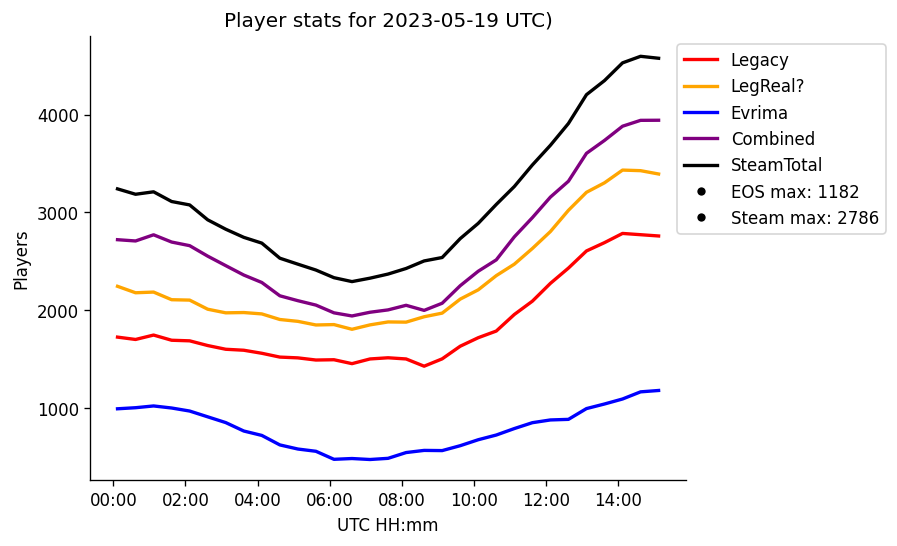 Player stats for 2023-05-19 UTC)
Legacy
LegReal?
Evrima
Combined
SteamTotal
EOS max: 1182
Steam max: 2786
Players
4000
3000
2000
1000
00:00 02:00 04:00 06:00 08:00 10:00 12:00 14:00
UTC HH:mm